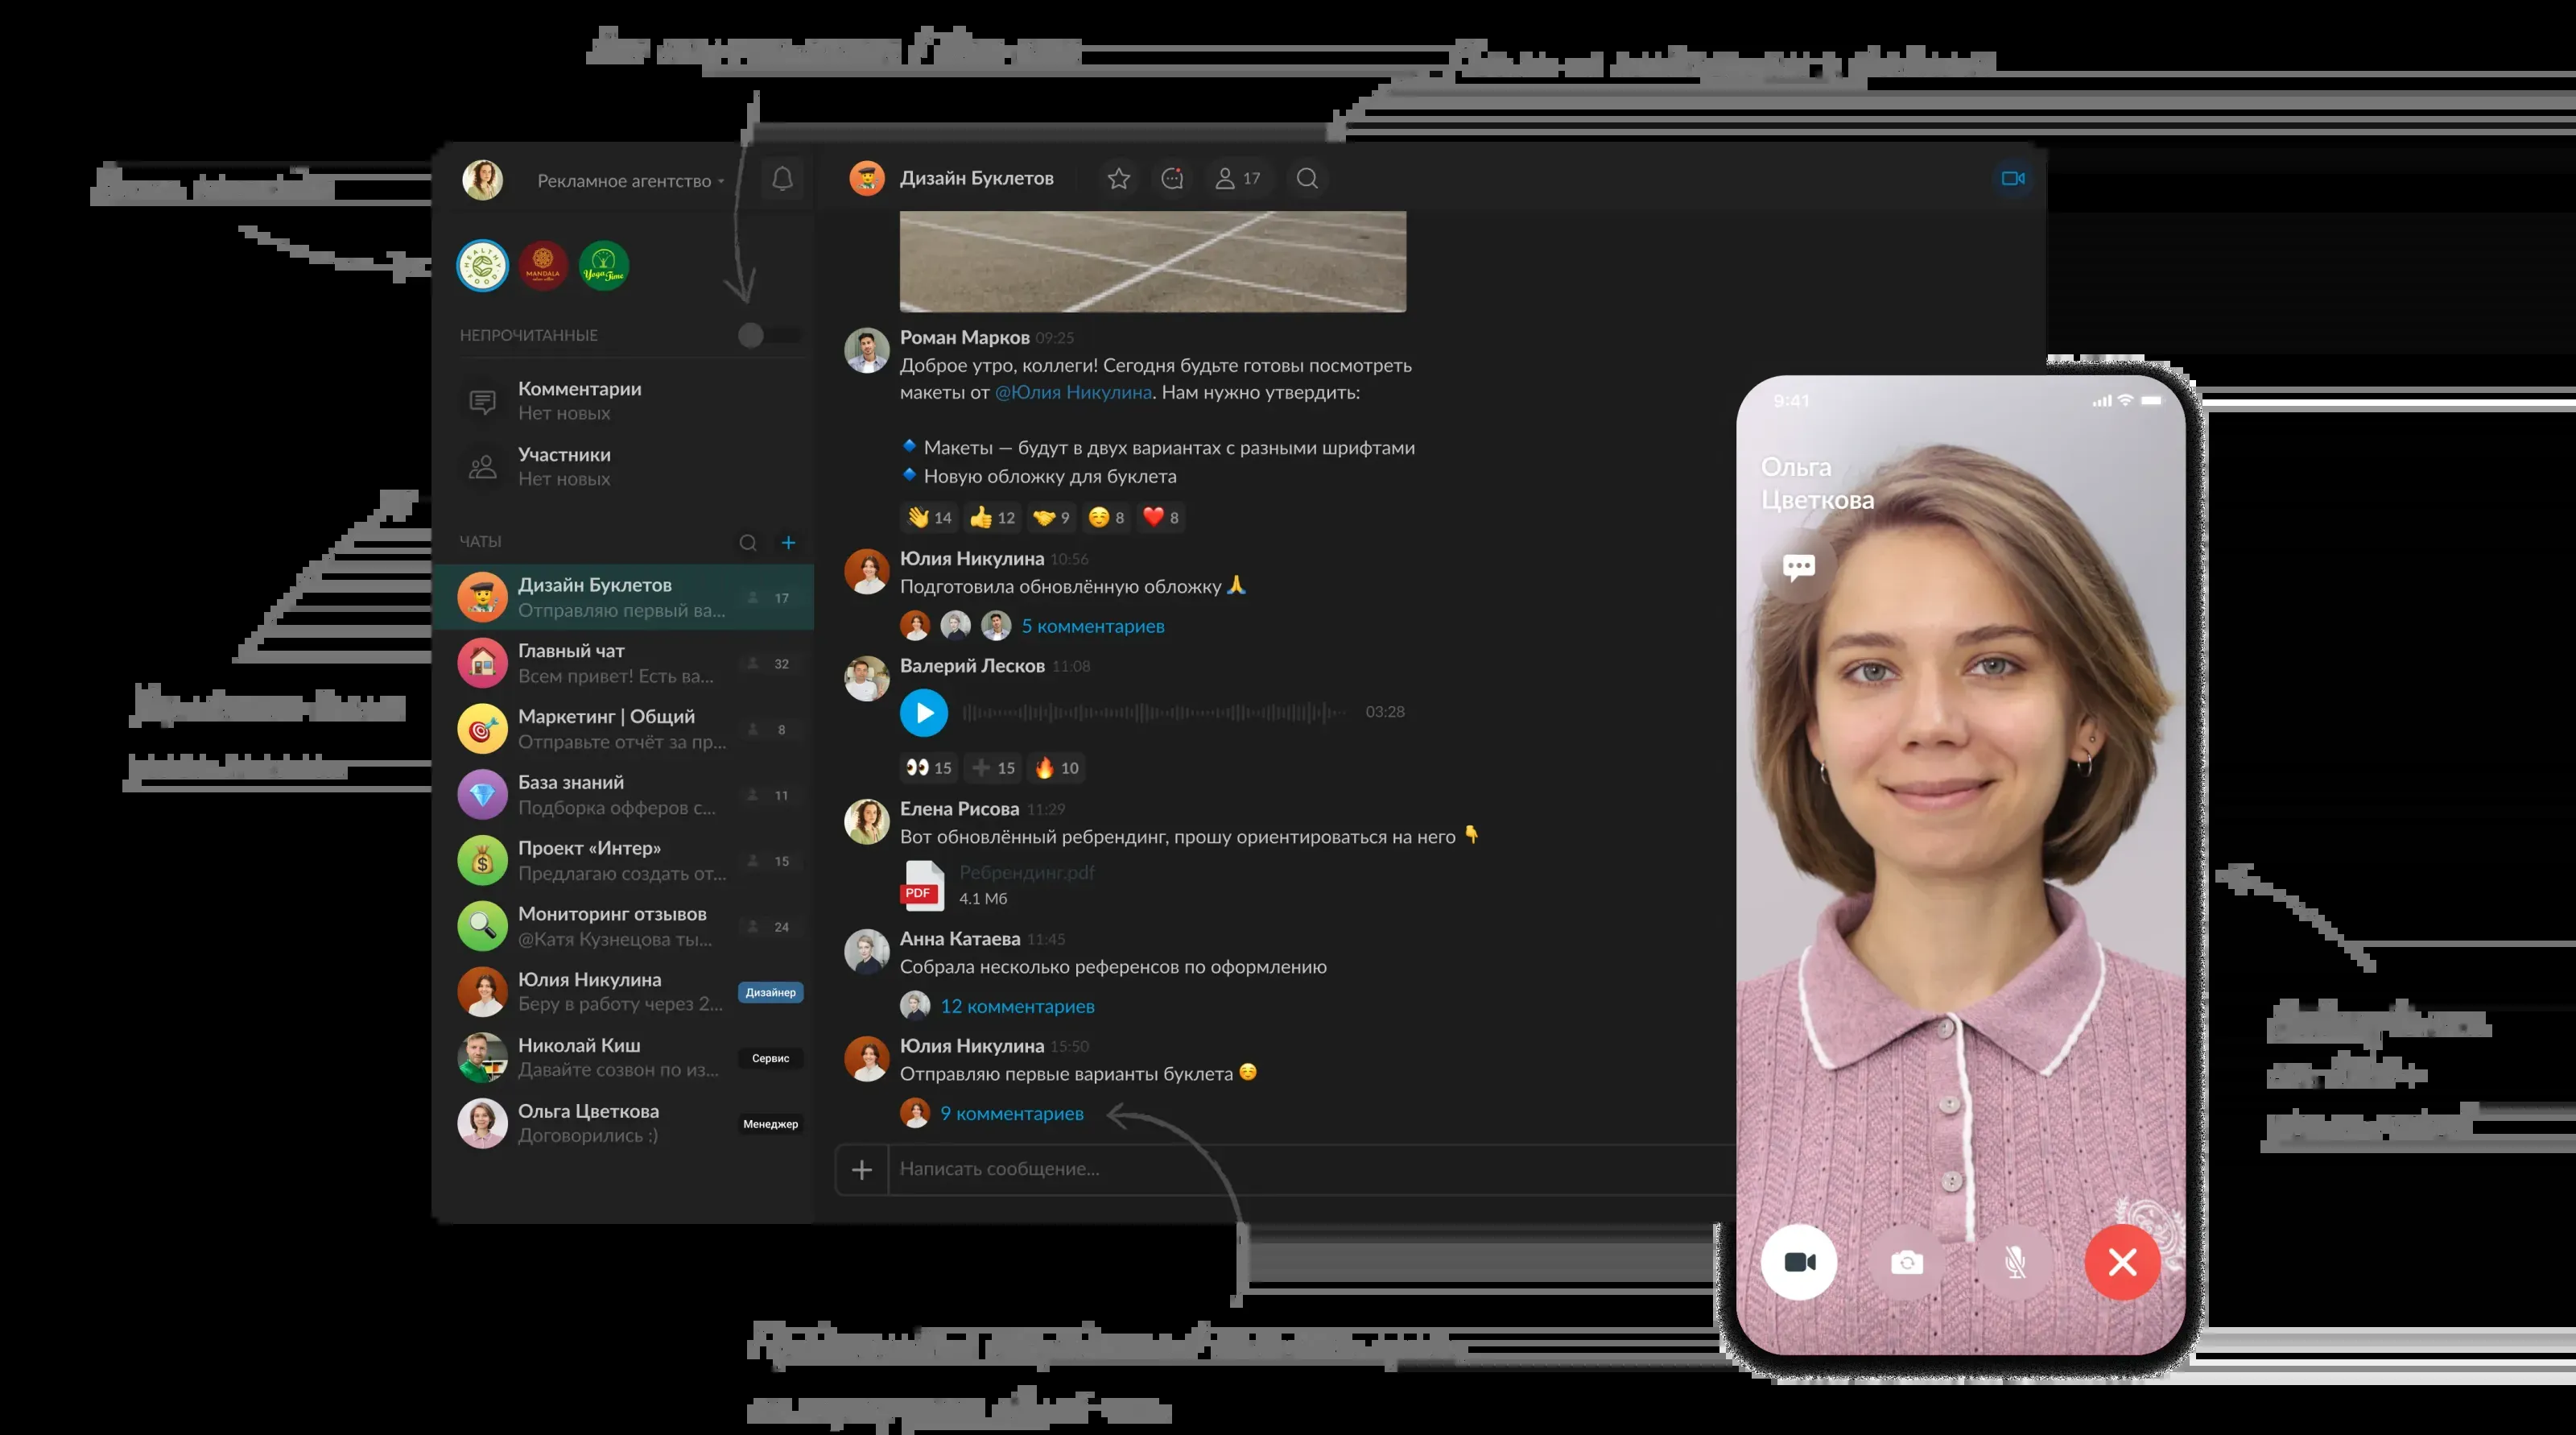 Рекламное агентство
HEALTHY FOOD
MANDALA
Yoga Time
НЕПРОЧИТАННЫЕ
Комментарии
Нет новых
Участники
Нет новых
ЧАТЫ
Дизайн Буклетов
Отправляю первый ва...
17
Главный чат
Всем привет! Есть ва...
32
Маркетинг | Общий
Отправьте отчёт за пр...
8
База знаний
Подборка офферов с...
11
Проект «Интер»
Предлагаю создать от...
15
Мониторинг отзывов
@Катя Кузнецова ты...
24
Юлия Никулина
Беру в работу через 2...
Дизайнер
Николай Киш
Давайте созвон по из...
Сервис
Ольга Цветкова
Договорились :)
Менеджер
Дизайн Буклетов
17
Роман Марков 09:25
Доброе утро, коллеги! Сегодня будьте готовы посмотреть
макеты от @Юлия Никулина. Нам нужно утвердить:
🔹 Макеты — будут в двух вариантах с разными шрифтами
🔹 Новую обложку для буклета
👋 14 👍 12 🤝 9 ☺️ 8 ❤️ 8
Юлия Никулина 10:56
Подготовила обновлённую обложку 🙏
5 комментариев
Валерий Лесков 11:08
03:28
👀 15 ➕ 15 🔥 10
Елена Рисова 11:29
Вот обновлённый ребрендинг, прошу ориентироваться на него 👇
PDF
Ребрендинг.pdf
4.1 Мб
Анна Катаева 11:45
Собрала несколько референсов по оформлению
12 комментариев
Юлия Никулина 15:50
Отправляю первые варианты буклета ☺️
9 комментариев
Написать сообщение...
9:41
Ольга
Цветкова